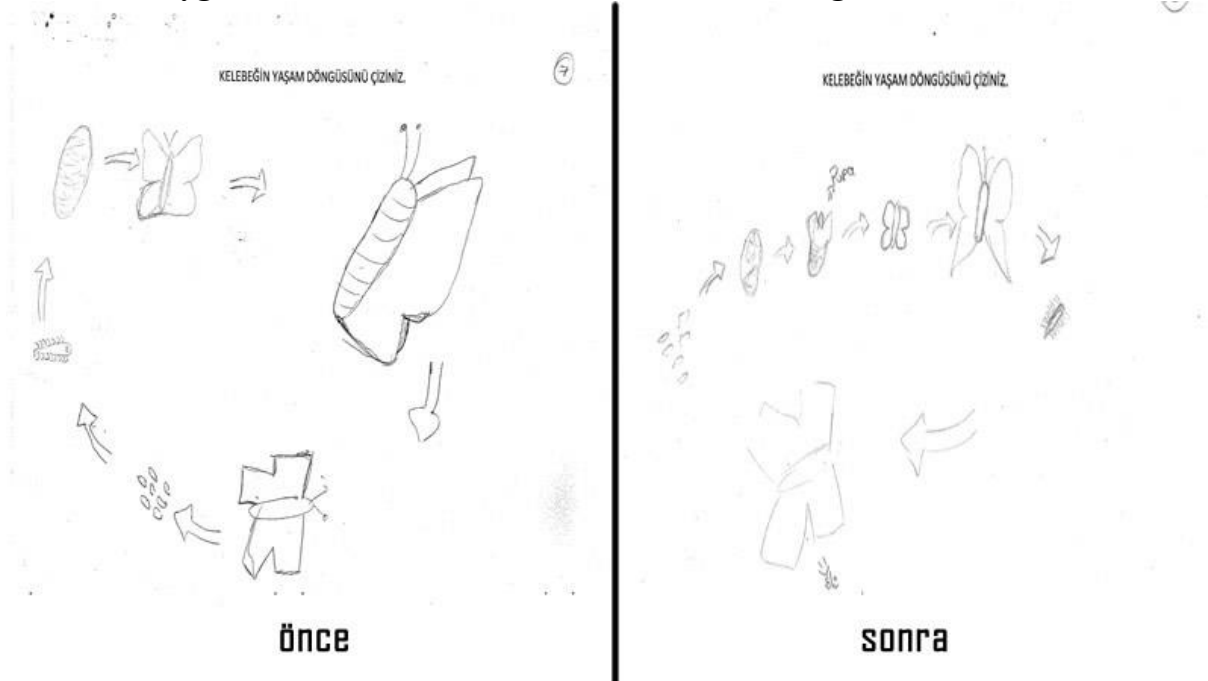 KELEBEĞİN YAŞAM DÖNGÜSÜNÜ ÇİZİNİZ.
7
önce
KELEBEĞİN YAŞAM DÖNGÜSÜNÜ ÇİZİNİZ.
Pupa
sonra